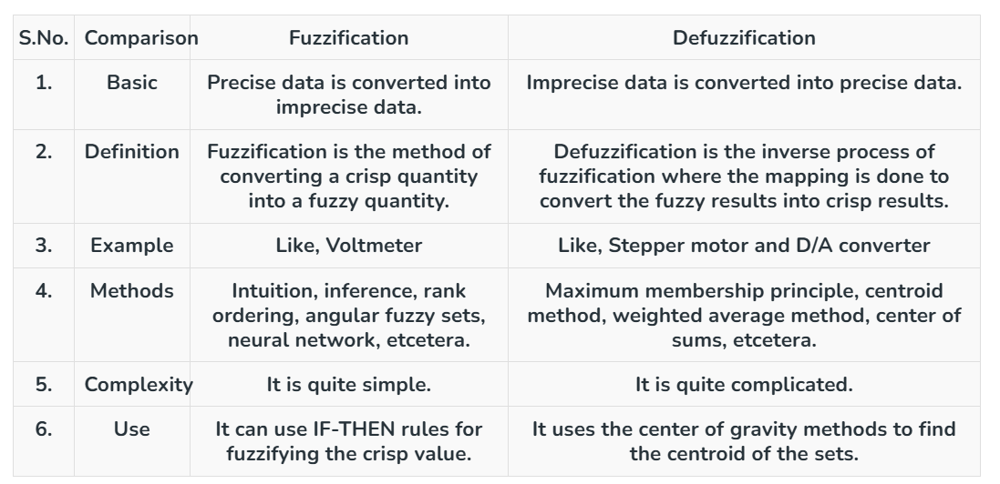 S.No. Comparison Fuzzification Defuzzification
1. Basic Precise data is converted into Imprecise data is converted into precise data.
imprecise data.
2. Definition Fuzzification is the method of Defuzzification is the inverse process of
converting a crisp quantity fuzzification where the mapping is done to
into a fuzzy quantity. convert the fuzzy results into crisp results.
3. Example Like, Voltmeter Like, Stepper motor and D/A converter
4. Methods Intuition, inference, rank Maximum membership principle, centroid
ordering, angular fuzzy sets, method, weighted average method, center of
neural network, etcetera. sums, etcetera.
5. Complexity It is quite simple. It is quite complicated.
6. Use It can use IF-THEN rules for It uses the center of gravity methods to find
fuzzifying the crisp value. the centroid of the sets.